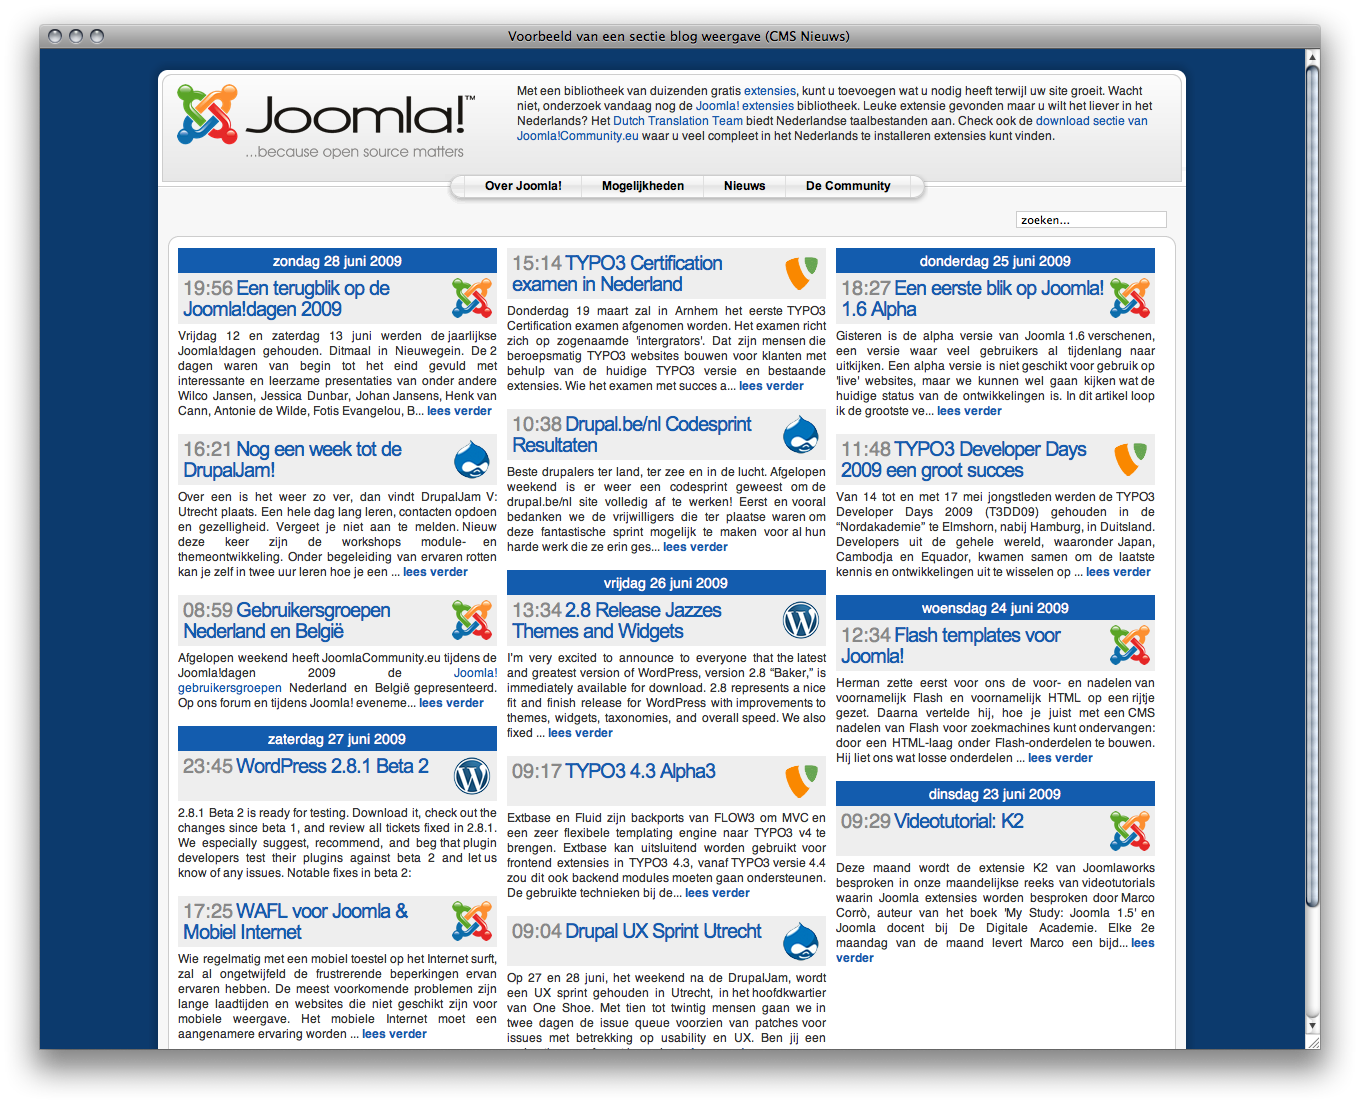 Voorbeeld van een sectie blog weergave (CMS Nieuws)
Joomla!™
...because open source matters
Met een bibliotheek van duizenden gratis extensies, kunt u toevoegen wat u nodig heeft terwijl uw site groeit. Wacht
niet, onderzoek vandaag nog de Joomla! extensies bibliotheek. Leuke extensie gevonden maar u wilt het liever in het
Nederlands? Het Dutch Translation Team biedt Nederlandse taalbestanden aan. Check ook de download sectie van
Joomla!Community.eu waar u veel compleet in het Nederlands te installeren extensies kunt vinden.
Over Joomla!
Mogelijkheden
Nieuws
De Community
zoeken...
zondag 28 juni 2009
19:56 Een terugblik op de
Joomla!dagen 2009
Vrijdag 12 en zaterdag 13 juni werden de jaarlijkse
Joomla!dagen gehouden. Ditmaal in Nieuwegein. De 2
dagen waren van begin tot het eind gevuld met
interessante en leerzame presentaties van onder andere
Wilco Jansen, Jessica Dunbar, Johan Jansens, Henk van
Cann, Antonie de Wilde, Fotis Evangelou, B... lees verder
16:21 Nog een week tot de
DrupalJam!
Over een is het weer zo ver, dan vindt DrupalJam V:
Utrecht plaats. Een hele dag lang leren, contacten opdoen
en gezelligheid. Vergeet je niet aan te melden. Nieuw
deze keer zijn de workshops module- en
themeontwikkeling. Onder begeleiding van ervaren rotten
kan je zelf in twee uur leren hoe je een ... lees verder
08:59 Gebruikersgroepen
Nederland en België
Afgelopen weekend heeft JoomlaCommunity.eu tijdens de
Joomla!dagen 2009 de Joomla!
gebruikersgroepen Nederland en België gepresenteerd.
Op ons forum en tijdens Joomla! eveneme... lees verder
zaterdag 27 juni 2009
23:45 WordPress 2.8.1 Beta 2
2.8.1 Beta 2 is ready for testing. Download it, check out the
changes since beta 1, and review all tickets fixed in 2.8.1.
We especially suggest, recommend, and beg that plugin
developers test their plugins against beta 2 and let us
know of any issues. Notable fixes in beta 2:
17:25 WAFL voor Joomla &
Mobiel Internet
Wie regelmatig met een mobiel toestel op het Internet surft,
zal al ongetwijfeld de frustrerende beperkingen ervan
ervaren hebben. De meest voorkomende problemen zijn
lange laadtijden en websites die niet geschikt zijn voor
mobiele weergave. Het mobiele Internet moet een
aangenamere ervaring worden ... lees verder
15:14 TYPO3 Certification
examen in Nederland
Donderdag 19 maart zal in Arnhem het eerste TYPO3
Certification examen afgenomen worden. Het examen richt
zich op zogenaamde 'intergrators'. Dat zijn mensen die
beroepsmatig TYPO3 websites bouwen voor klanten met
behulp van de huidige TYPO3 versie en bestaande
extensies. Wie het examen met succes a... lees verder
10:38 Drupal.be/nl Codesprint
Resultaten
Beste drupalers ter land, ter zee en in de lucht. Afgelopen
weekend is er weer een codesprint geweest om de
drupal.be/nl site volledig af te werken! Eerst en vooral
bedanken we de vrijwilligers die ter plaatse waren om
deze fantastische sprint mogelijk te maken voor al hun
harde werk die ze erin ges... lees verder
vrijdag 26 juni 2009
13:34 2.8 Release Jazzes
Themes and Widgets
I'm very excited to announce to everyone that the latest
and greatest version of WordPress, version 2.8 “Baker,” is
immediately available for download. 2.8 represents a nice
fit and finish release for WordPress with improvements to
themes, widgets, taxonomies, and overall speed. We also
fixed ... lees verder
09:17 TYPO3 4.3 Alpha3
Extbase en Fluid zijn backports van FLOW3 om MVC en
een zeer flexibele templating engine naar TYPO3 v4 te
brengen. Extbase kan uitsluitend worden gebruikt voor
frontend extensies in TYPO3 4.3, vanaf TYPO3 versie 4.4
zou dit ook backend modules moeten gaan ondersteunen.
De gebruikte technieken bij de... lees verder
09:04 Drupal UX Sprint Utrecht
Op 27 en 28 juni, het weekend na de DrupalJam, wordt
een UX sprint gehouden in Utrecht, in het hoofdkwartier
van One Shoe. Met tien tot twintig mensen gaan we in
twee dagen de issue queue voorzien van patches voor
issues met betrekking op usability en UX. Ben jij een
donderdag 25 juni 2009
18:27 Een eerste blik op Joomla!
1.6 Alpha
Gisteren is de alpha versie van Joomla 1.6 verschenen,
een versie waar veel gebruikers al tijdenlang naar
uitkijken. Een alpha versie is niet geschikt voor gebruik op
'live' websites, maar we kunnen wel gaan kijken wat de
huidige status van de ontwikkelingen is. In dit artikel loop
ik de grootste ve... lees verder
11:48 TYPO3 Developer Days
2009 een groot succes
Van 14 tot en met 17 mei jongstleden werden de TYPO3
Developer Days 2009 (T3DD09) gehouden in de
“Nordakademie” te Elmshorn, nabij Hamburg, in Duitsland.
Developers uit de gehele wereld, waaronder Japan,
Cambodja en Equador, kwamen samen om de laatste
kennis en ontwikkelingen uit te wisselen op ... lees verder
woensdag 24 juni 2009
12:34 Flash templates voor
Joomla!
Herman zette eerst voor ons de voor- en nadelen van
voornamelijk Flash en voornamelijk HTML op een rijtje
gezet. Daarna vertelde hij, hoe je juist met een CMS
nadelen van Flash voor zoekmachines kunt ondervangen:
door een HTML-laag onder Flash-onderdelen te bouwen.
Hij liet ons wat losse onderdelen ... lees verder
dinsdag 23 juni 2009
09:29 Videotutorial: K2
Deze maand wordt de extensie K2 van Joomlaworks
besproken in onze maandelijkse reeks van videotutorials
waarin Joomla extensies worden besproken door Marco
Corrò, auteur van het boek 'My Study: Joomla 1.5' en
Joomla docent bij De Digitale Academie. Elke 2e
maandag van de maand levert Marco een bijd... lees
verder